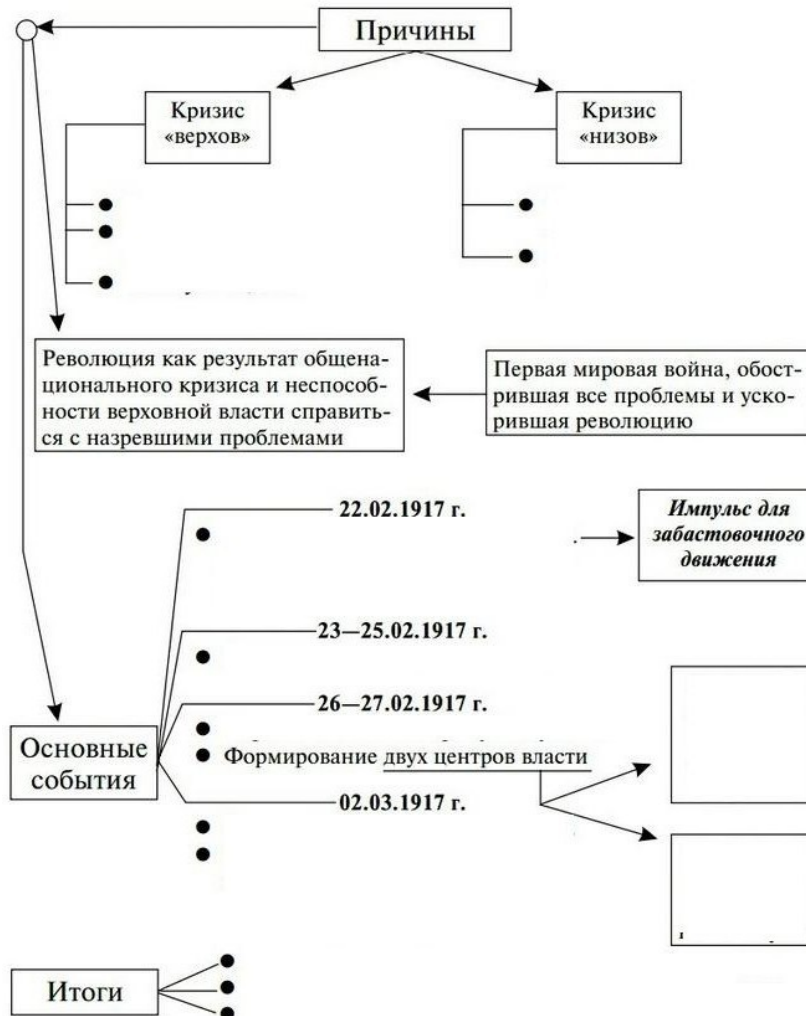 Причины
Кризис
«верхов»
Кризис
«низов»
Революция как результат общена-
ционального кризиса и неспособ-
ности верховной власти справить-
ся с назревшими проблемами
Первая мировая война, обост-
рившая все проблемы и уско-
рившая революцию
22.02.1917 г.
Импульс для
забастовочного
движения
23—25.02.1917 г.
26—27.02.1917 г.
Основные
события
Формирование двух центров власти
02.03.1917 г.
Итоги